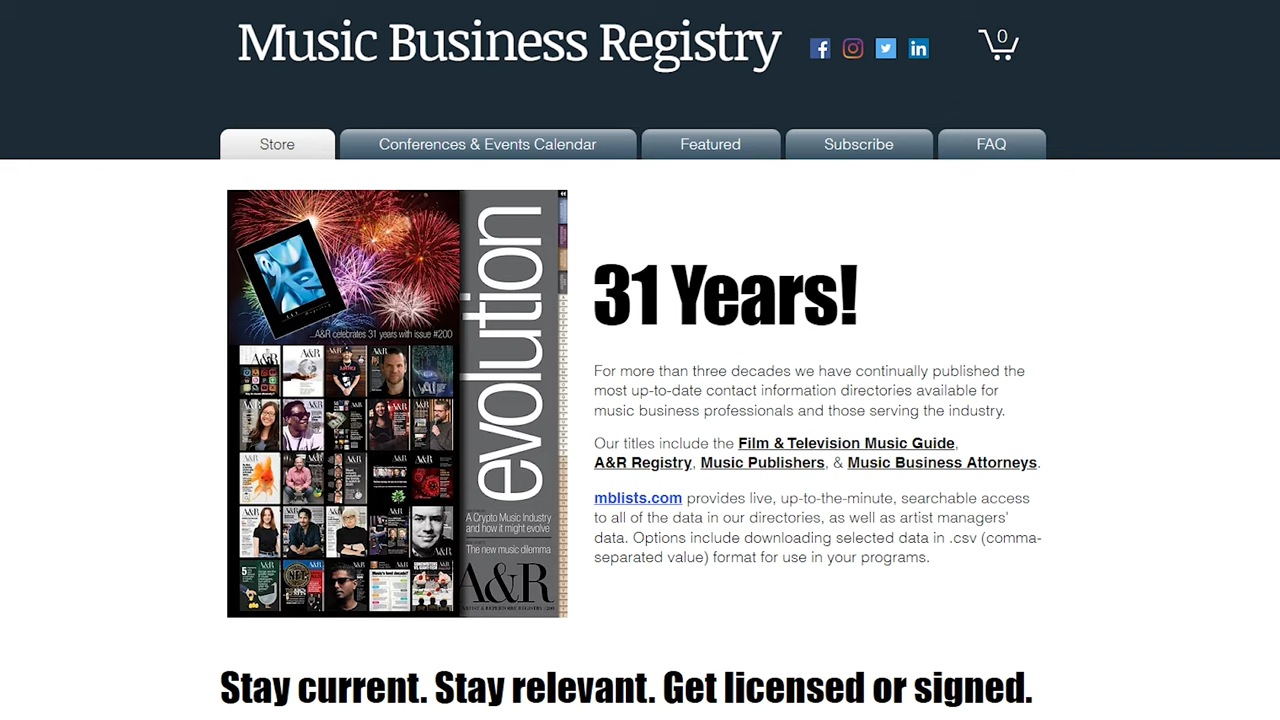 Music Business Registry
0
Store
Conferences & Events Calendar
Featured
Subscribe
FAQ
...A&R celebrates 31 years with issue #200
evolution
A Crypto Music Industry
and how it might evolve
The new music dilemma
A&R
31 Years!
For more than three decades we have continually published the
most up-to-date contact information directories available for
music business professionals and those serving the industry.
Our titles include the Film & Television Music Guide,
A&R Registry, Music Publishers, & Music Business Attorneys.
mblists.com provides live, up-to-the-minute, searchable access
to all of the data in our directories, as well as artist managers'
data. Options include downloading selected data in .csv (comma-
separated value) format for use in your programs.
Stay current. Stay relevant. Get licensed or signed.